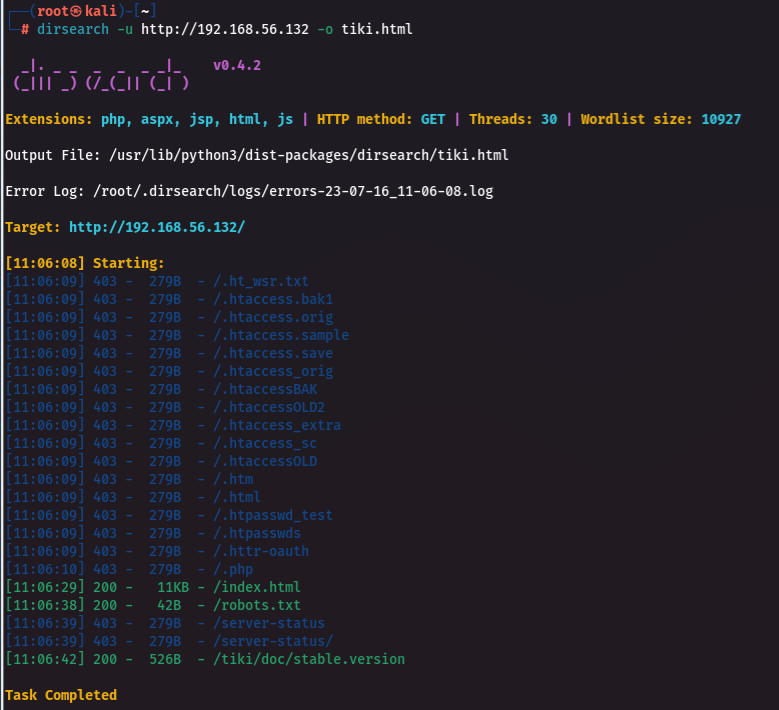 (root㉿kali)-[~]
# dirsearch -u http://192.168.56.132 -o tiki.html
_|. _ _  _  _  _ _|_    v0.4.2
(_||| _) (/_(_|| (_| )
Extensions: php, aspx, jsp, html, js | HTTP method: GET | Threads: 30 | Wordlist size: 10927
Output File: /usr/lib/python3/dist-packages/dirsearch/tiki.html
Error Log: /root/.dirsearch/logs/errors-23-07-16_11-06-08.log
Target: http://192.168.56.132/
[11:06:08] Starting:
[11:06:09] 403 -  279B  - /.ht_wsr.txt
[11:06:09] 403 -  279B  - /.htaccess.bak1
[11:06:09] 403 -  279B  - /.htaccess.orig
[11:06:09] 403 -  279B  - /.htaccess.sample
[11:06:09] 403 -  279B  - /.htaccess.save
[11:06:09] 403 -  279B  - /.htaccess_orig
[11:06:09] 403 -  279B  - /.htaccessBAK
[11:06:09] 403 -  279B  - /.htaccessOLD2
[11:06:09] 403 -  279B  - /.htaccess_extra
[11:06:09] 403 -  279B  - /.htaccess_sc
[11:06:09] 403 -  279B  - /.htaccessOLD
[11:06:09] 403 -  279B  - /.htm
[11:06:09] 403 -  279B  - /.html
[11:06:09] 403 -  279B  - /.htpasswd_test
[11:06:09] 403 -  279B  - /.htpasswds
[11:06:09] 403 -  279B  - /.httr-oauth
[11:06:10] 403 -  279B  - /.php
[11:06:29] 200 -   11KB - /index.html
[11:06:38] 200 -   42B  - /robots.txt
[11:06:39] 403 -  279B  - /server-status
[11:06:39] 403 -  279B  - /server-status/
[11:06:42] 200 -  526B  - /tiki/doc/stable.version
Task Completed